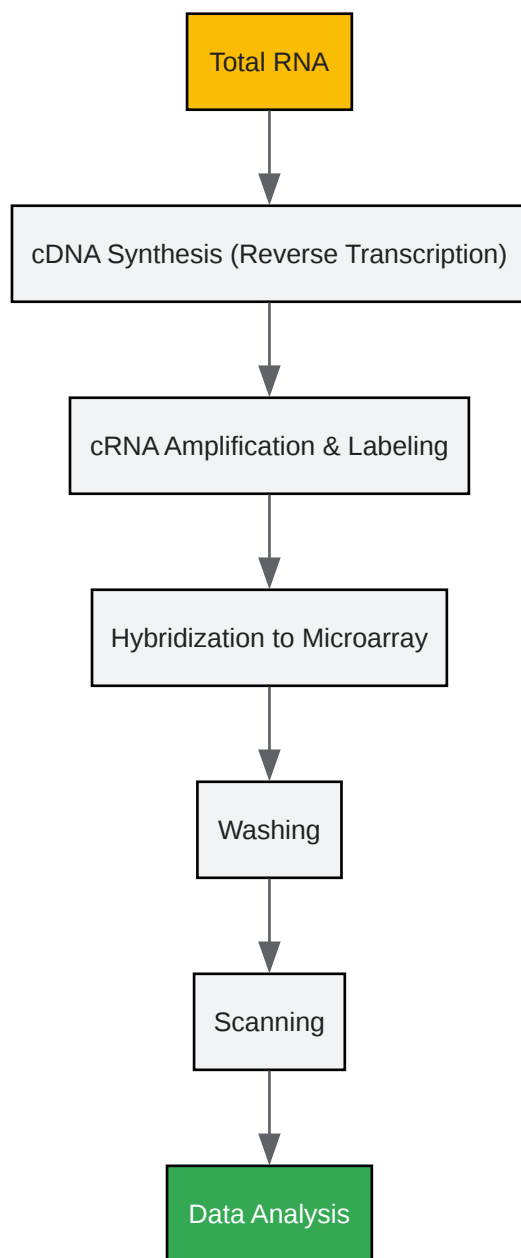 Total RNA
cDNA Synthesis (Reverse Transcription)
cRNA Amplification & Labeling
Hybridization to Microarray
Washing
Scanning
Data Analysis